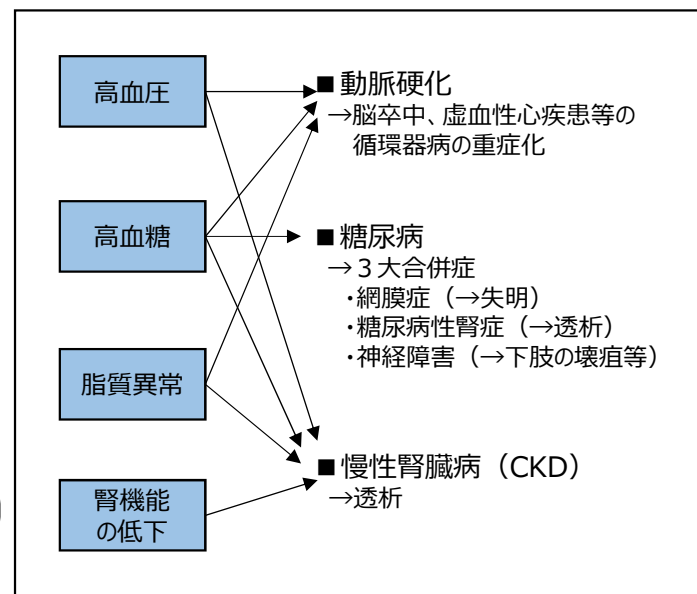 高血圧
高血糖
脂質異常
腎機能
の低下
■動脈硬化
→脳卒中、虚血性心疾患等の
循環器病の重症化
■糖尿病
→３大合併症
・網膜症（→失明）
・糖尿病性腎症（→透析）
・神経障害（→下肢の壊疽等）
■慢性腎臓病（CKD）
→透析